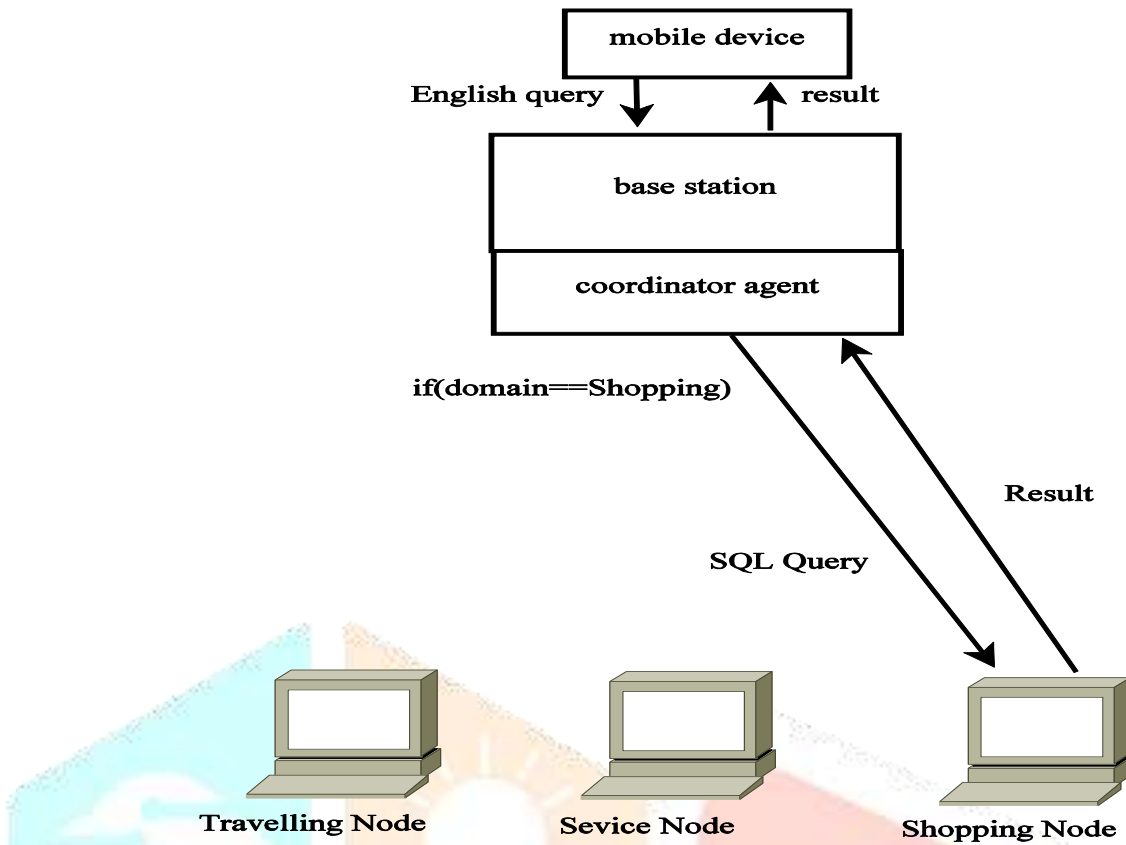 mobile device
English query
result
base station
coordinator agent
if(domain==Shopping)
Result
SQL Query
Travelling Node
Sevice Node
Shopping Node